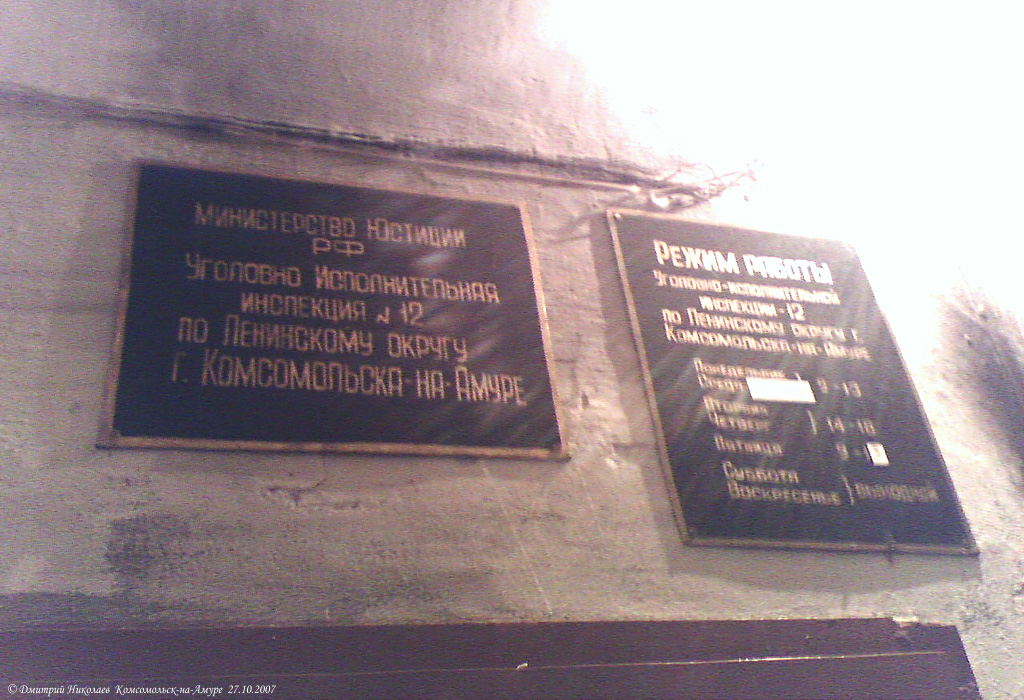 Министерство Юстиции
РФ
Уголовно Исполнительная
инспекция № 12
по Ленинскому округу
г. Комсомольска-на-Амуре
Режим работы
Уголовно-исполнительной
инспекции-12
по Ленинскому округу г.
Комсомольска-на-Амуре
Понедельник }
9-13
Вторник
Четверг } 14-18
Пятница 9-
Суббота
Воскресенье } выходной
© Дмитрий Николаев Комсомольск-на-Амуре 27.10.2007